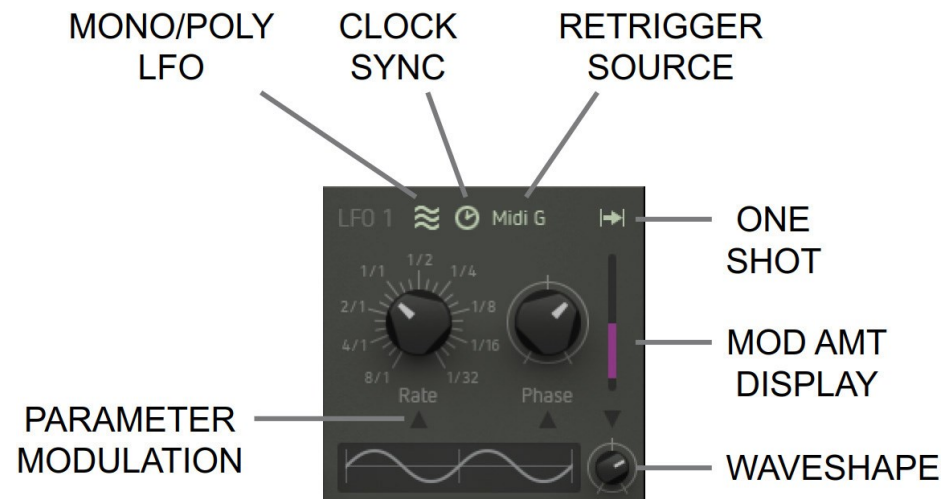 MONO/POLY
LFO
CLOCK
SYNC
RETRIGGER
SOURCE
LFO 1
Midi G
ONE
SHOT
1/2
1/1
1/4
2/1
1/8
4/1
1/16
8/1
1/32
Rate
Phase
MOD AMT
DISPLAY
PARAMETER
MODULATION
WAVESHAPE